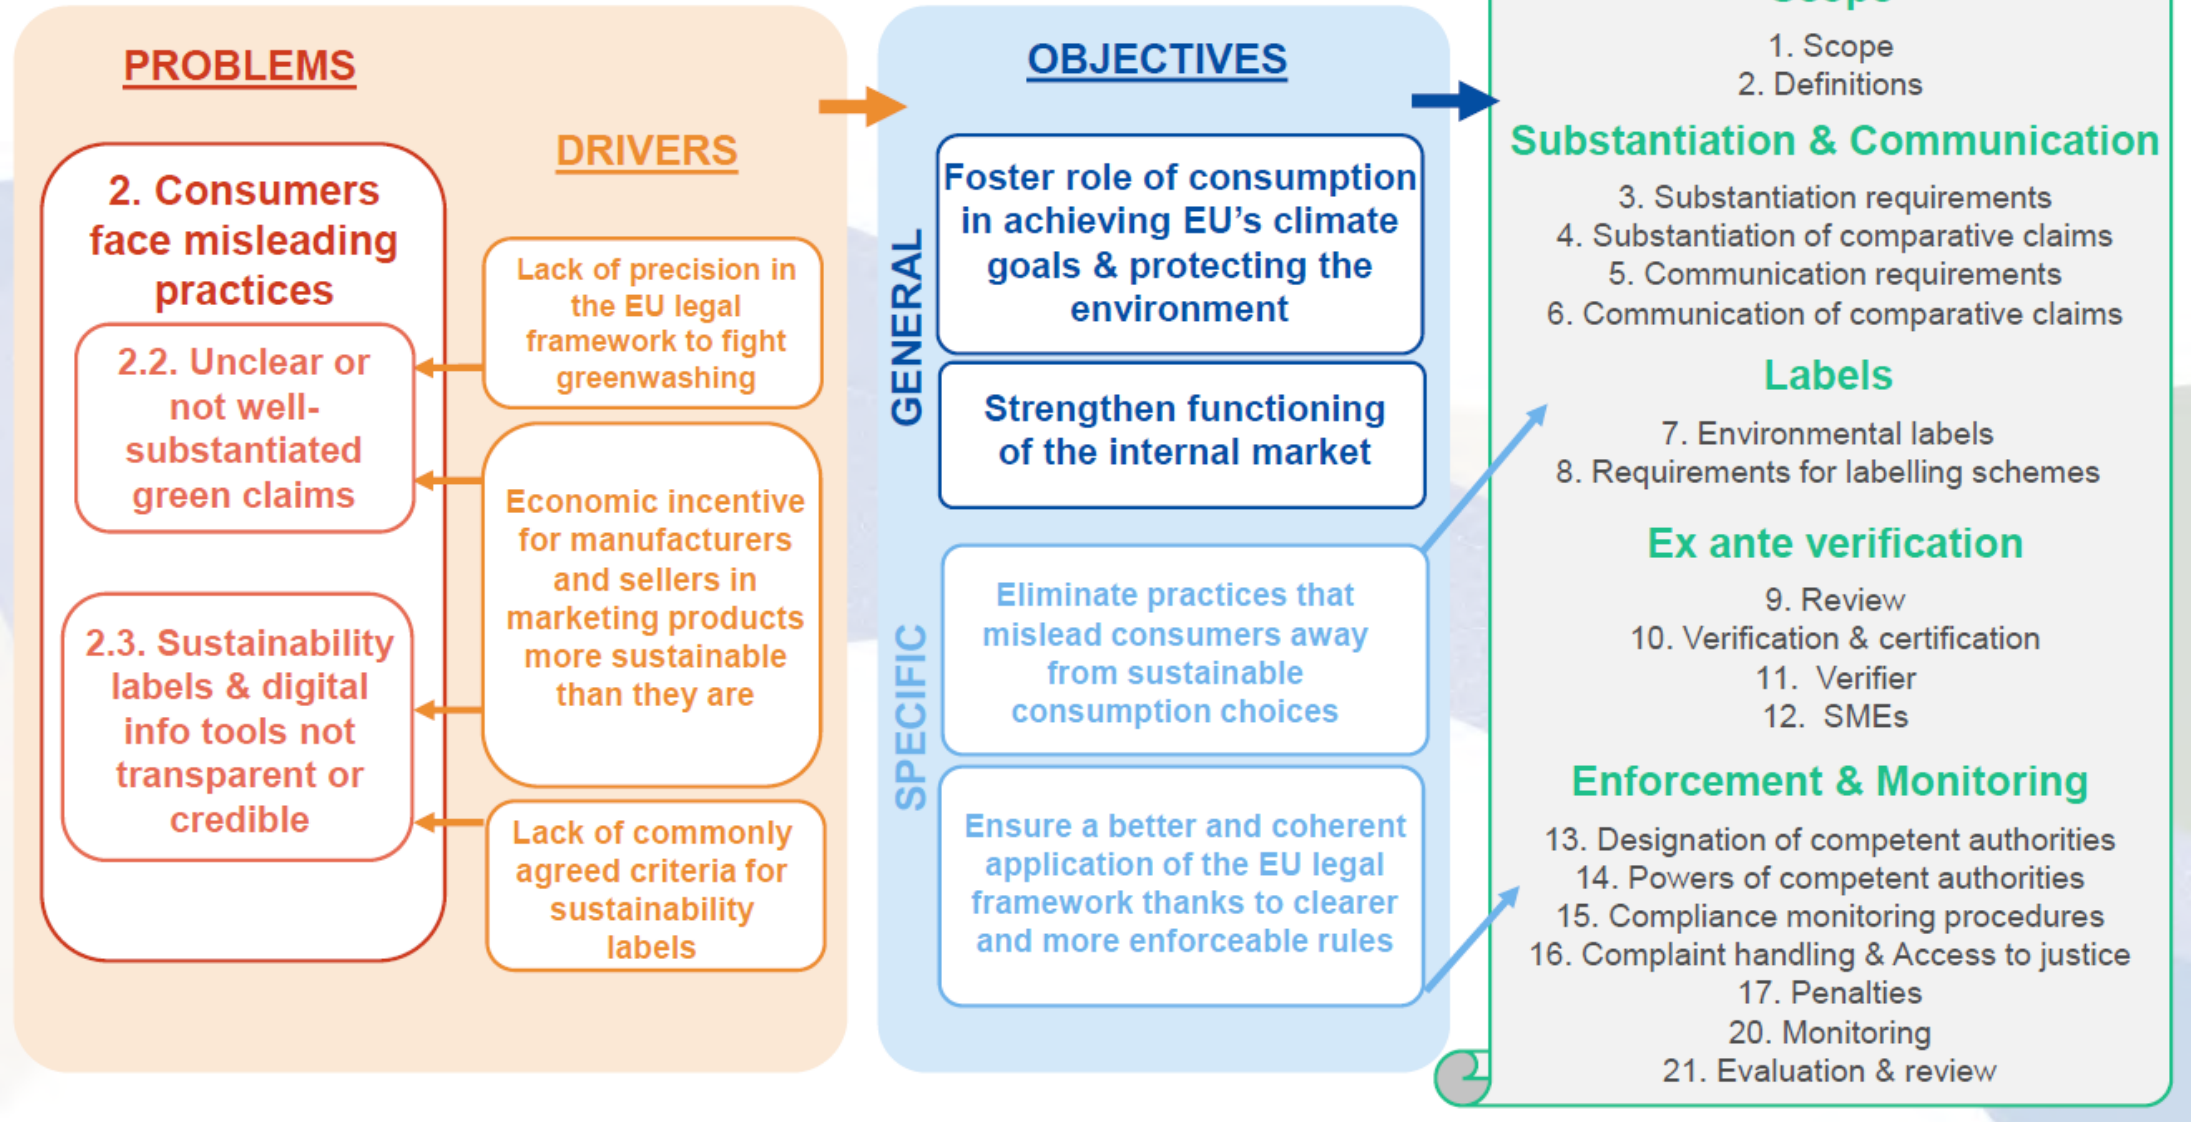 PROBLEMS
2. Consumers
face misleading
practices
2.2. Unclear or
not well-
substantiated
green claims
2.3. Sustainability
labels & digital
info tools not
transparent or
credible
DRIVERS
Lack of precision in
the EU legal
framework to fight
greenwashing
Economic incentive
for manufacturers
and sellers in
marketing products
more sustainable
than they are
Lack of commonly
agreed criteria for
sustainability
labels
OBJECTIVES
GENERAL
Foster role of consumption
in achieving EU's climate
goals & protecting the
environment
Strengthen functioning
of the internal market
SPECIFIC
Eliminate practices that
mislead consumers away
from sustainable
consumption choices
Ensure a better and coherent
application of the EU legal
framework thanks to clearer
and more enforceable rules
Scope
1. Scope
2. Definitions
Substantiation & Communication
3. Substantiation requirements
4. Substantiation of comparative claims
5. Communication requirements
6. Communication of comparative claims
Labels
7. Environmental labels
8. Requirements for labelling schemes
Ex ante verification
9. Review
10. Verification & certification
11. Verifier
12. SMEs
Enforcement & Monitoring
13. Designation of competent authorities
14. Powers of competent authorities
15. Compliance monitoring procedures
16. Complaint handling & Access to justice
17. Penalties
20. Monitoring
21. Evaluation & review